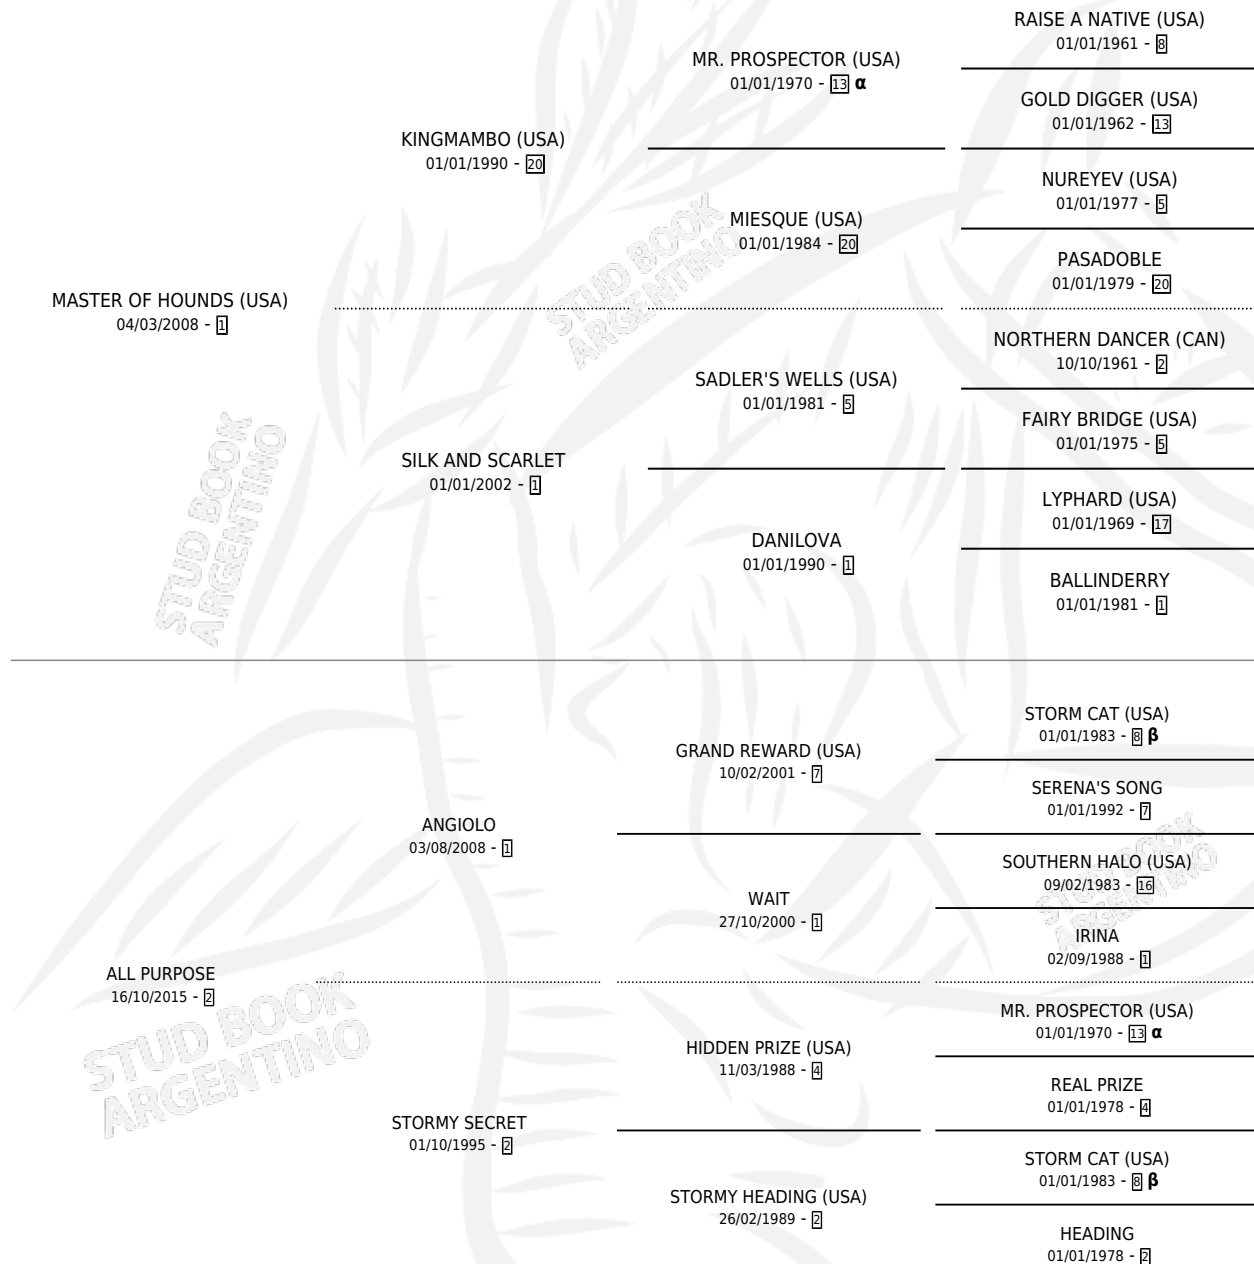 RAISE A NATIVE (USA)
01/01/1961 - 8
MR. PROSPECTOR (USA)
01/01/1970 - 13 α
GOLD DIGGER (USA)
01/01/1962 - 13
KINGMAMBO (USA)
01/01/1990 - 20
NUREYEV (USA)
01/01/1977 - 5
MIESQUE (USA)
01/01/1984 - 20
PASADOBLE
01/01/1979 - 20
MASTER OF HOUNDS (USA)
04/03/2008 - 1
NORTHERN DANCER (CAN)
10/10/1961 - 2
SADLER'S WELLS (USA)
01/01/1981 - 5
FAIRY BRIDGE (USA)
01/01/1975 - 5
SILK AND SCARLET
01/01/2002 - 1
LYPHARD (USA)
01/01/1969 - 17
DANILOVA
01/01/1990 - 1
BALLINDERRY
01/01/1981 - 1
STORM CAT (USA)
01/01/1983 - 8 β
GRAND REWARD (USA)
10/02/2001 - 7
SERENA'S SONG
01/01/1992 - 7
ANGIOLO
03/08/2008 - 1
SOUTHERN HALO (USA)
09/02/1983 - 16
WAIT
27/10/2000 - 1
IRINA
02/09/1988 - 1
ALL PURPOSE
16/10/2015 - 2
MR. PROSPECTOR (USA)
01/01/1970 - 13 α
HIDDEN PRIZE (USA)
11/03/1988 - 4
REAL PRIZE
01/01/1978 - 4
STORMY SECRET
01/10/1995 - 2
STORM CAT (USA)
01/01/1983 - 8 β
STORMY HEADING (USA)
26/02/1989 - 2
HEADING
01/01/1978 - 2
STUD BOOK
ARGENTINO
STUD BOOK
ARGENTINO
STUD BOOK
ARGENTINO
STUD BOOK
ARGENTINO